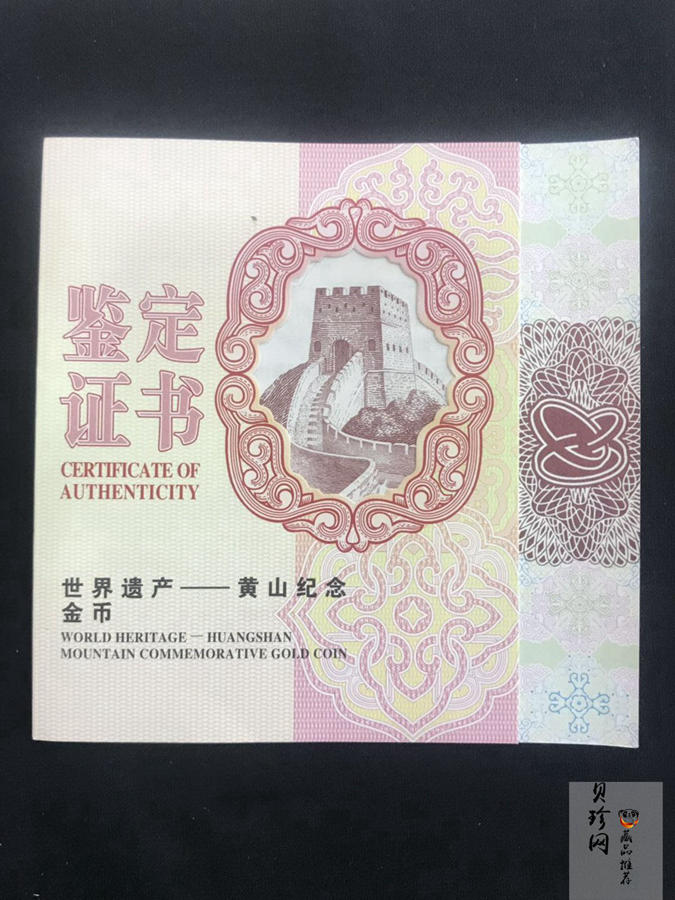 鉴定
证书
CERTIFICATE OF
AUTHENTICITY
世界遗产——黄山纪念
金币
WORLD HERITAGE — HUANGSHAN
MOUNTAIN COMMEMORATIVE GOLD COIN
贝珍网
藏品推荐